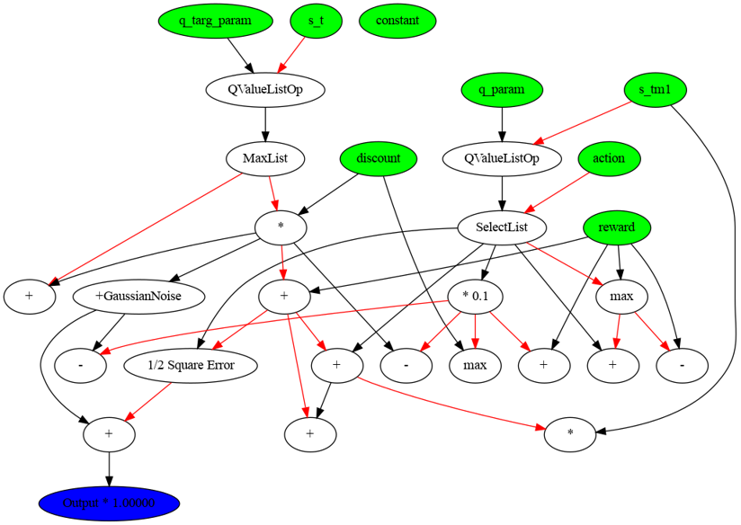 q_targ_param
s_t
constant
QValueListOp
q_param
s_tm1
MaxList
discount
QValueListOp
action
*
SelectList
reward
+
+GaussianNoise
+
* 0.1
max
-
1/2 Square Error
+
-
max
+
+
-
+
+
*
Output * 1.00000